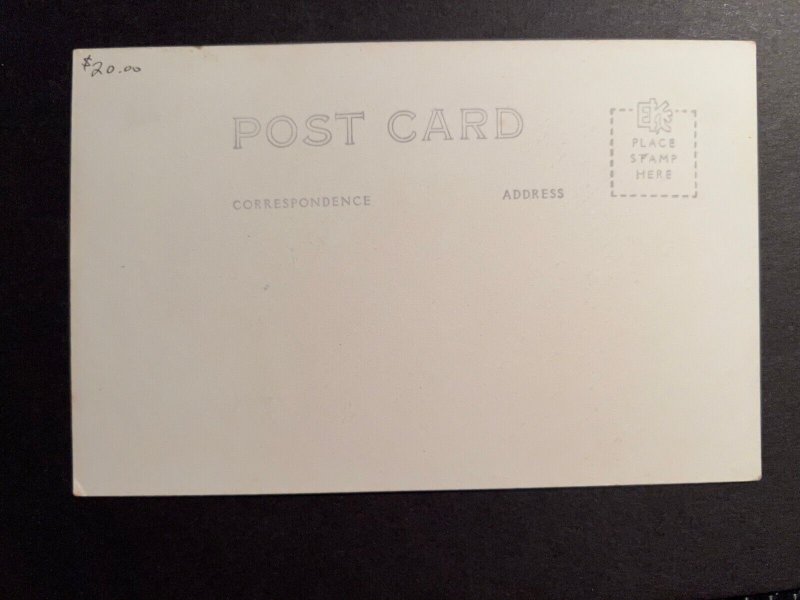 $20.00
POST CARD
CORRESPONDENCE
ADDRESS
EKC
PLACE
STAMP
HERE